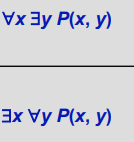 ∀x ∃y P(x, y)
∃x ∀y P(x, y)